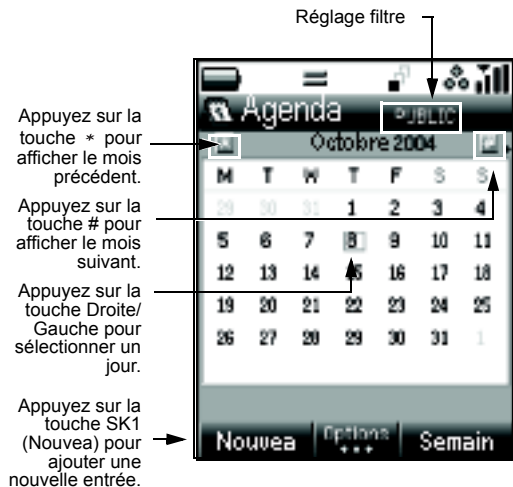 Réglage filtre
Agenda PUBLIC
Octobre 2004
M T W T F S S
29 30 31 1 2 3 4
5 6 7 8 9 10 11
12 13 14 15 16 17 18
19 20 21 22 23 24 25
26 27 28 29 30 31 1
Nouvea Options Semain
Appuyez sur la
touche * pour
afficher le mois
précédent.
Appuyez sur la
touche # pour
afficher le mois
suivant.
Appuyez sur la
touche Droite/
Gauche pour
sélectionner un
jour.
Appuyez sur la
touche SK1
(Nouvea) pour
ajouter une
nouvelle entrée.